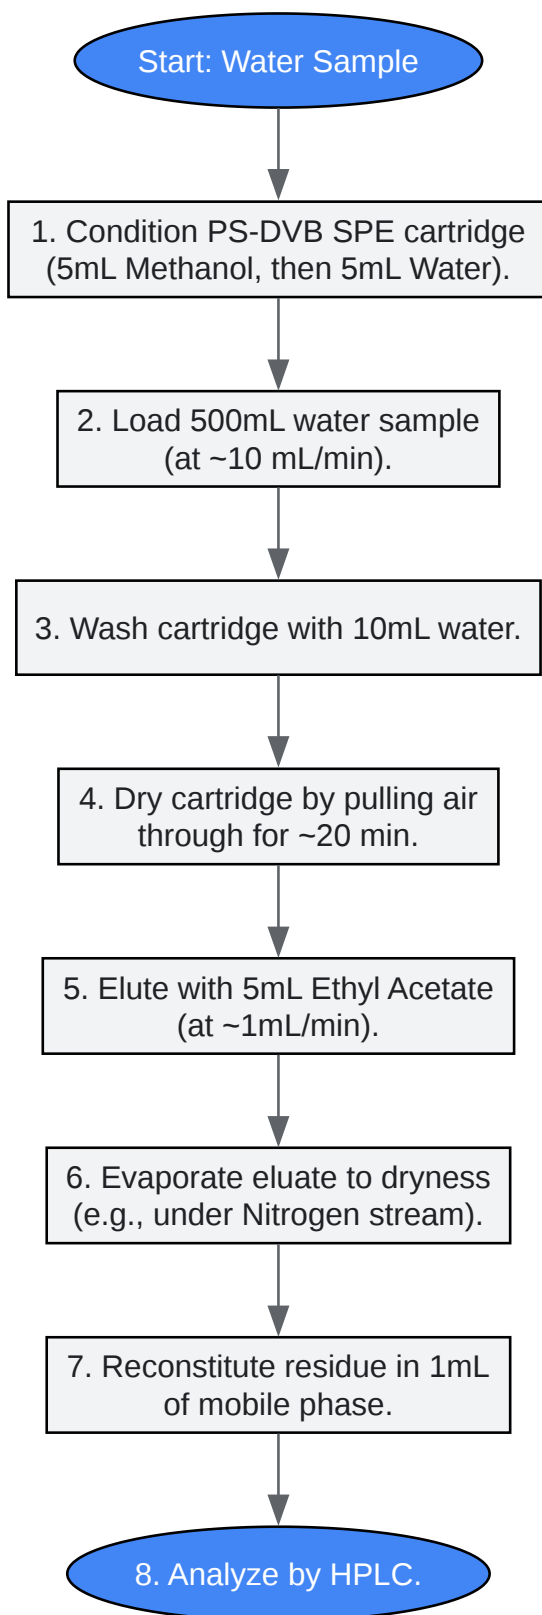 Start: Water Sample
1. Condition PS-DVB SPE cartridge
(5mL Methanol, then 5mL Water).
2. Load 500mL water sample
(at ~10 mL/min).
3. Wash cartridge with 10mL water.
4. Dry cartridge by pulling air
through for ~20 min.
5. Elute with 5mL Ethyl Acetate
(at ~1mL/min).
6. Evaporate eluate to dryness
(e.g., under Nitrogen stream).
7. Reconstitute residue in 1mL
of mobile phase.
8. Analyze by HPLC.